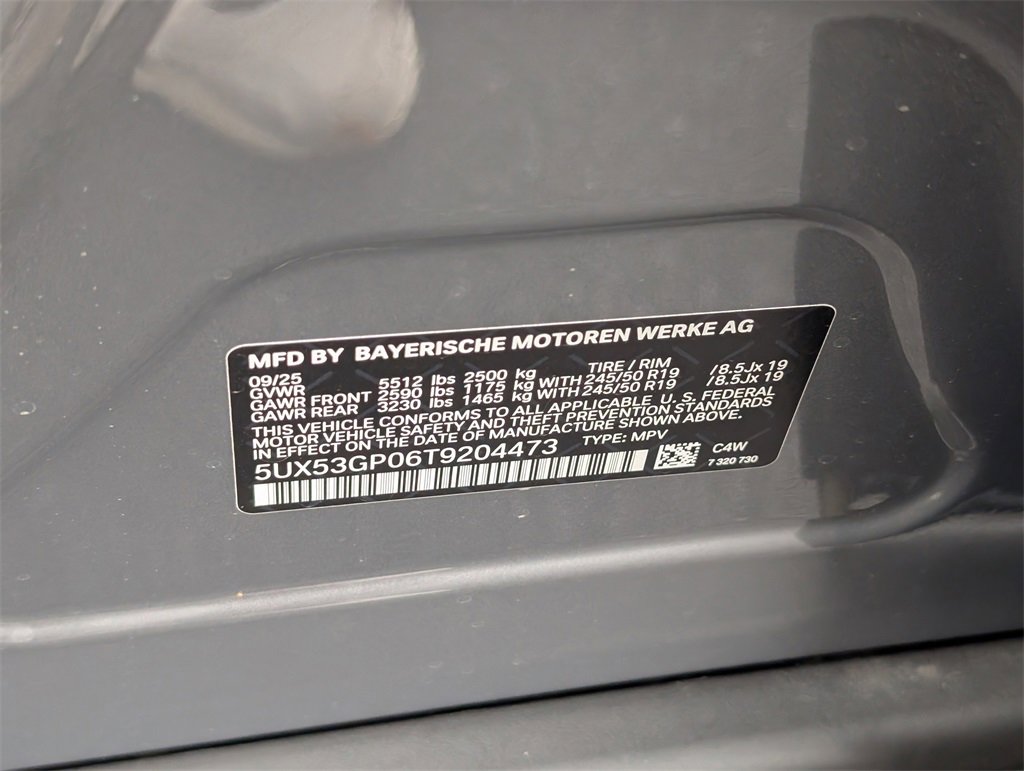 MFD BY BAYERISCHE MOTOREN WERKE AG
09/25 TIRE / RIM
GVWR 5512 lbs 2500 kg
GAWR FRONT 2590 lbs 1175 kg WITH 245/50 R19 /8.5Jx 19
GAWR REAR 3230 lbs 1465 kg WITH 245/50 R19 /8.5Jx 19
THIS VEHICLE CONFORMS TO ALL APPLICABLE U. S. FEDERAL
MOTOR VEHICLE SAFETY AND THEFT PREVENTION STANDARDS
IN EFFECT ON THE DATE OF MANUFACTURE SHOWN ABOVE.
5UX53GP06T9204473 TYPE: MPV C4W
7 320 730